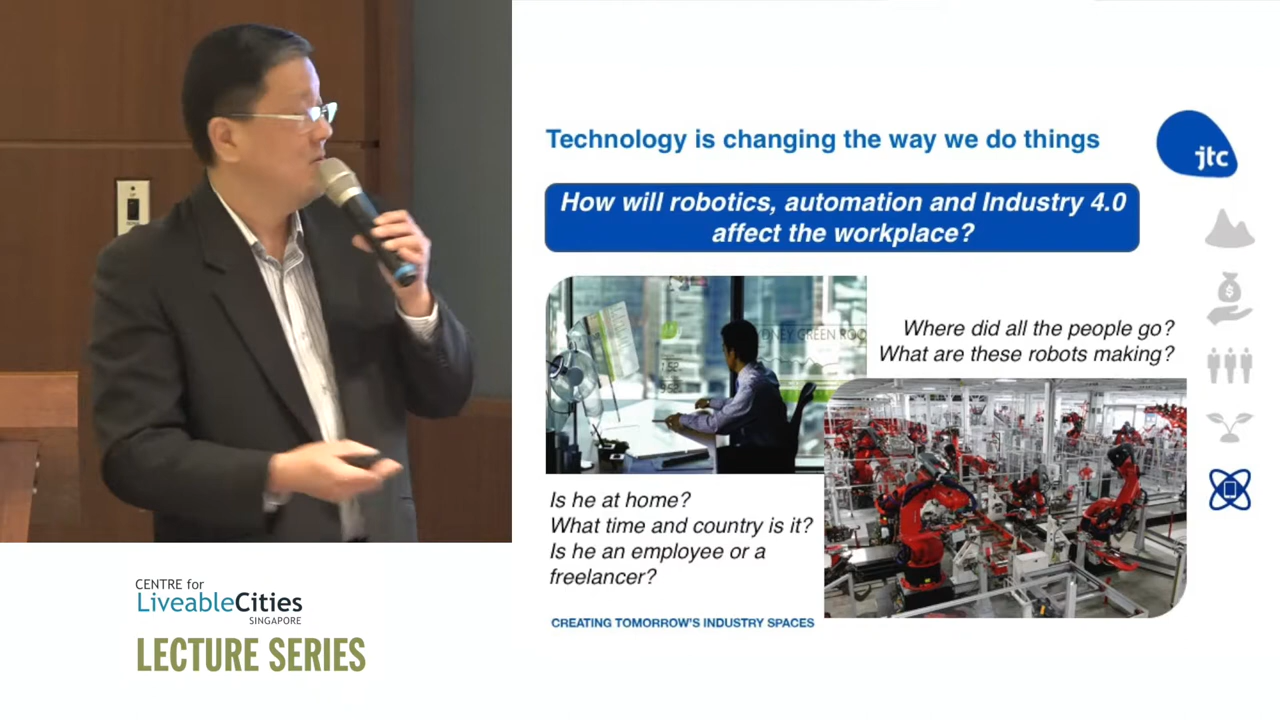 Technology is changing the way we do things
jtc
How will robotics, automation and Industry 4.0
affect the workplace?
Where did all the people go?
What are these robots making?
Is he at home?
What time and country is it?
Is he an employee or a
freelancer?
CREATING TOMORROW'S INDUSTRY SPACES
CENTRE for
LiveableCities
SINGAPORE
LECTURE SERIES